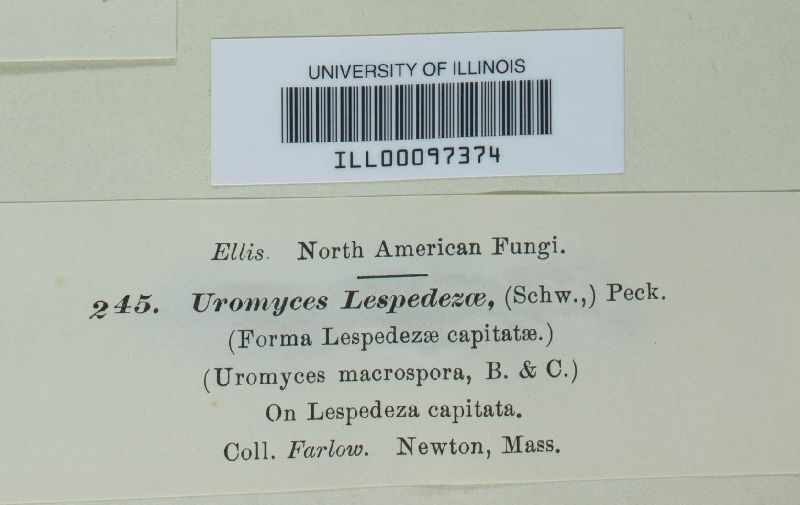 UNIVERSITY OF ILLINOIS
ILL00097374
Ellis. North American Fungi.
245. Uromyces Lespedezæ, (Schw.,) Peck.
(Forma Lespedezæ capitatæ.)
(Uromyces macrospora, B. & C.)
On Lespedeza capitata.
Coll. Farlow. Newton, Mass.